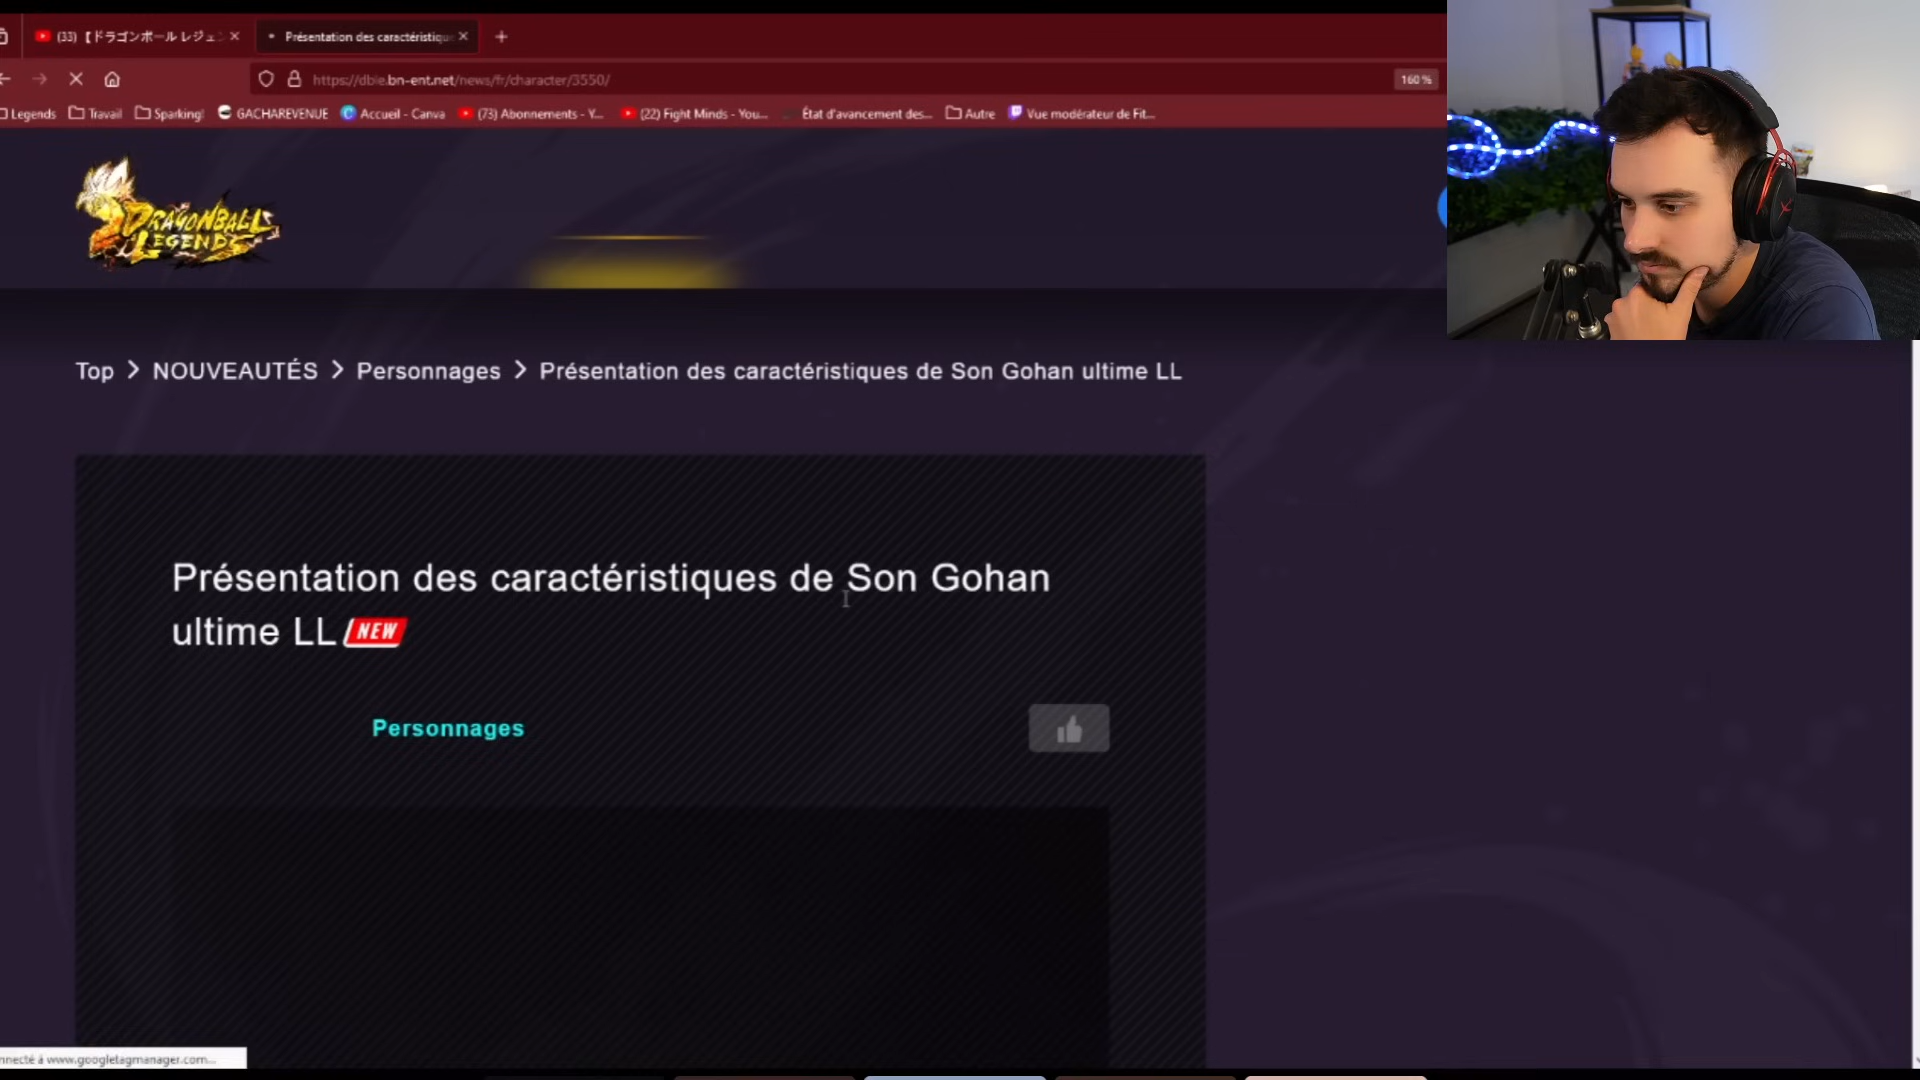 (33) 【ドラゴンボール レジェン
Présentation des caractéristique
https://dble.bn-ent.net/news/fr/character/3550/
160 %
Legends
Travail
Sparking!
GACHAREVENUE
Accueil - Canva
(73) Abonnements - Y...
(22) Fight Minds - You...
État d'avancement des...
Autre
Vue modérateur de Fit...
DRAGONBALL
LEGENDS
Top > NOUVEAUTÉS > Personnages > Présentation des caractéristiques de Son Gohan ultime LL
Présentation des caractéristiques de Son Gohan
ultime LL NEW
Personnages
nnecté à www.googletagmanager.com...